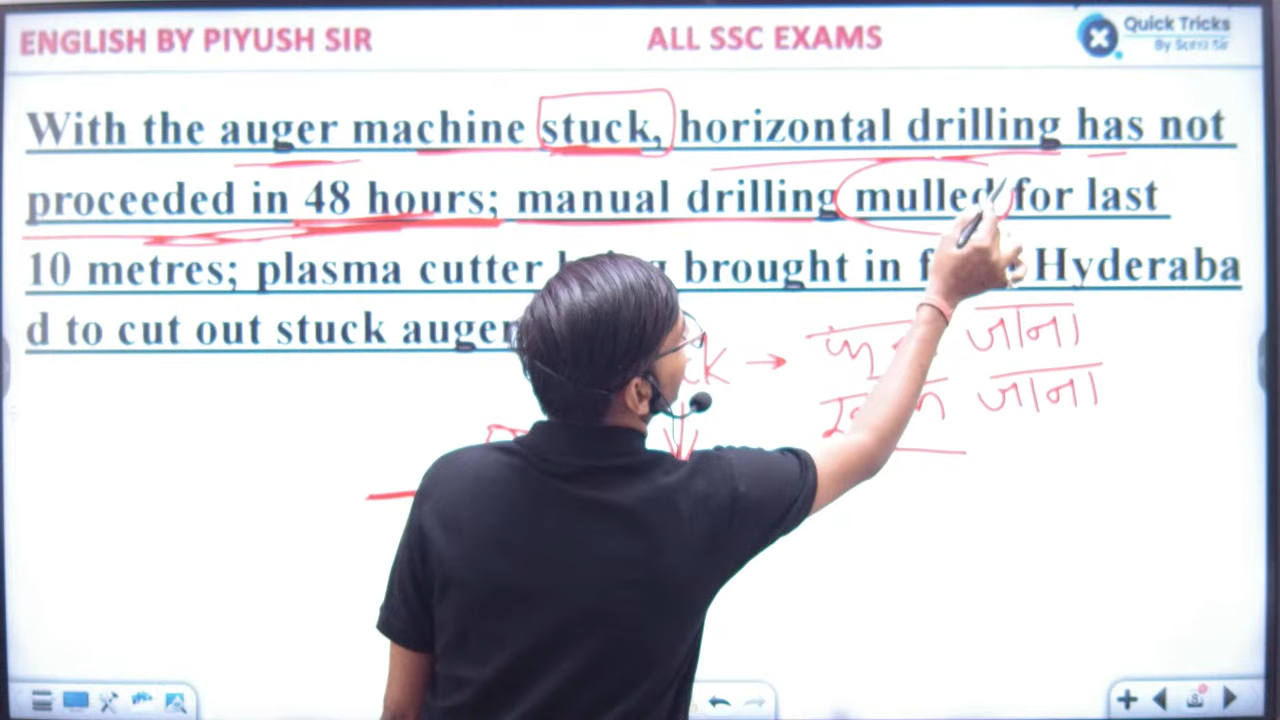 ENGLISH BY PIYUSH SIR
ALL SSC EXAMS
Quick Tricks
By
With the auger machine stuck, horizontal drilling has not
proceeded in 48 hours; manual drilling mulled for last
10 metres; plasma cutter brought in Hyderaba
d to cut out stuck auger
जाना
जाना